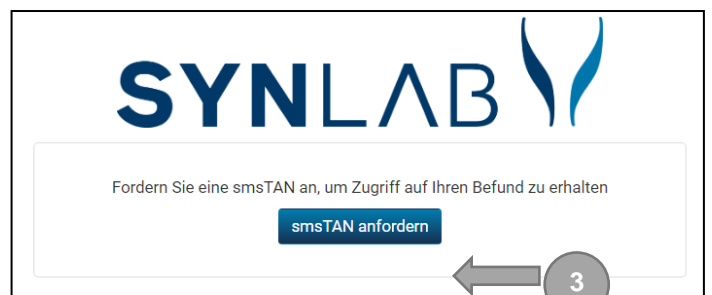 SYNLAB
Fordern Sie eine smsTAN an, um Zugriff auf Ihren Befund zu erhalten
smsTAN anfordern
3